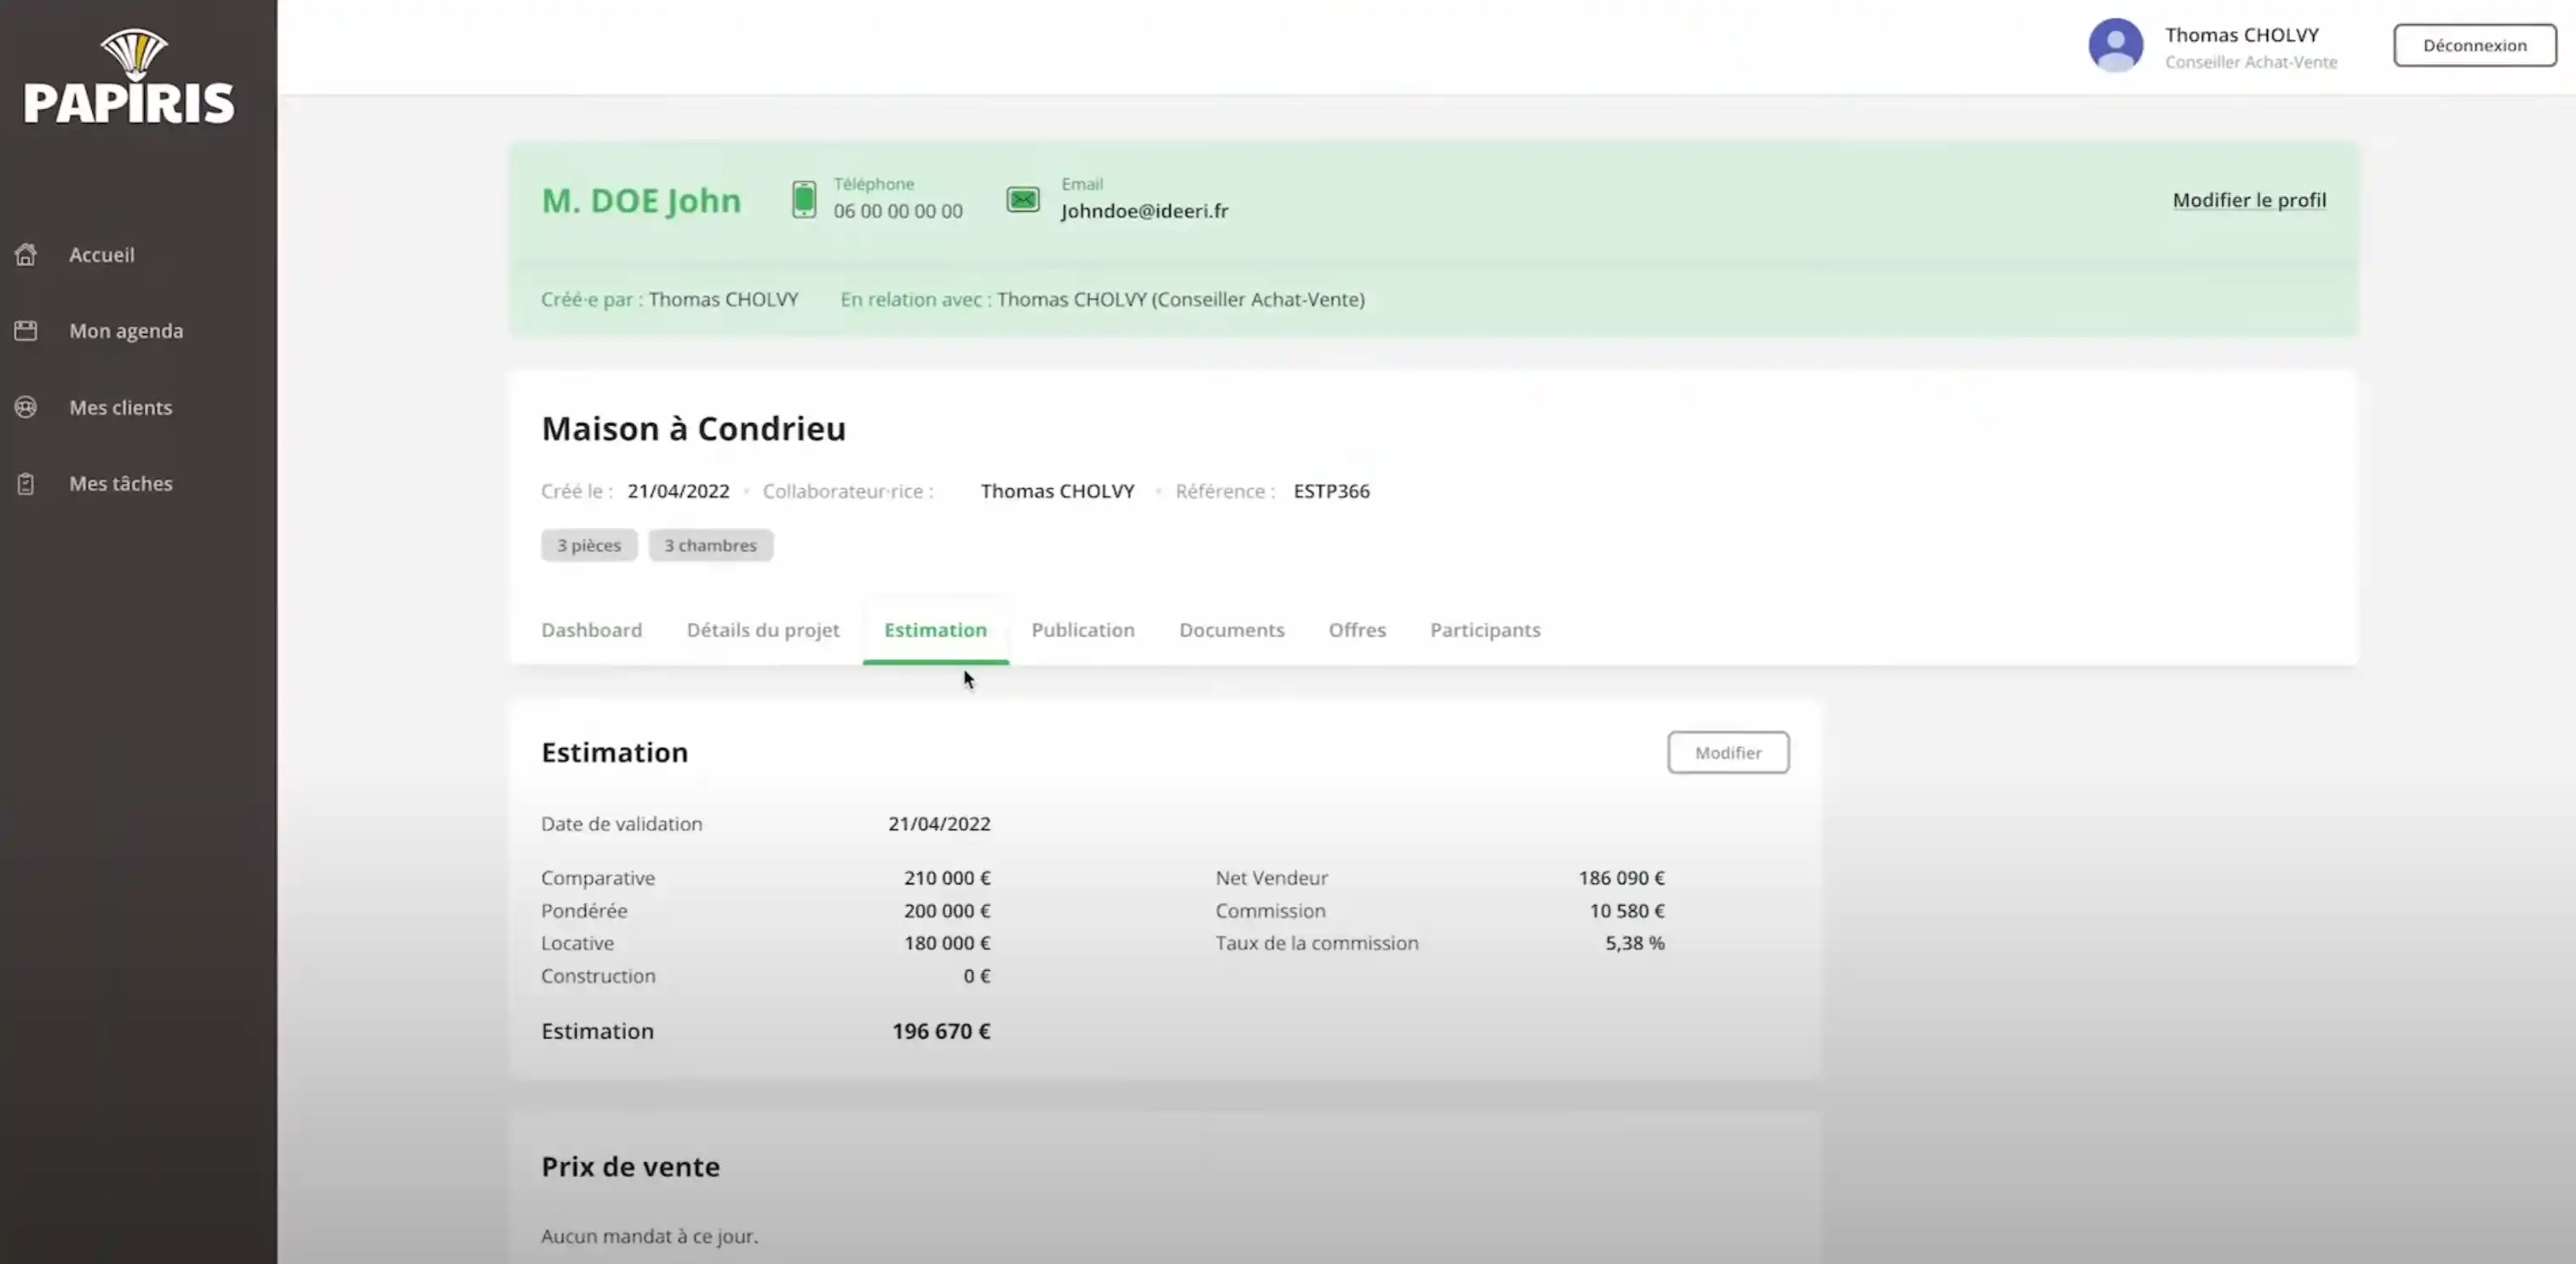 PAPIRIS
Thomas CHOLVY
Conseiller Achat-Vente
Déconnexion
Accueil
Mon agenda
Mes clients
Mes tâches
M. DOE John
Téléphone
06 00 00 00 00
Email
Johndoe@ideeri.fr
Modifier le profil
Créé·e par : Thomas CHOLVY En relation avec : Thomas CHOLVY (Conseiller Achat-Vente)
Maison à Condrieu
Créé le : 21/04/2022 • Collaborateur·rice : Thomas CHOLVY • Référence : ESTP366
3 pièces 3 chambres
Dashboard Détails du projet Estimation Publication Documents Offres Participants
Estimation
Modifier
Date de validation 21/04/2022
Comparative 210 000 € Net Vendeur 186 090 €
Pondérée 200 000 € Commission 10 580 €
Locative 180 000 € Taux de la commission 5,38 %
Construction 0 €
Estimation 196 670 €
Prix de vente
Aucun mandat à ce jour.